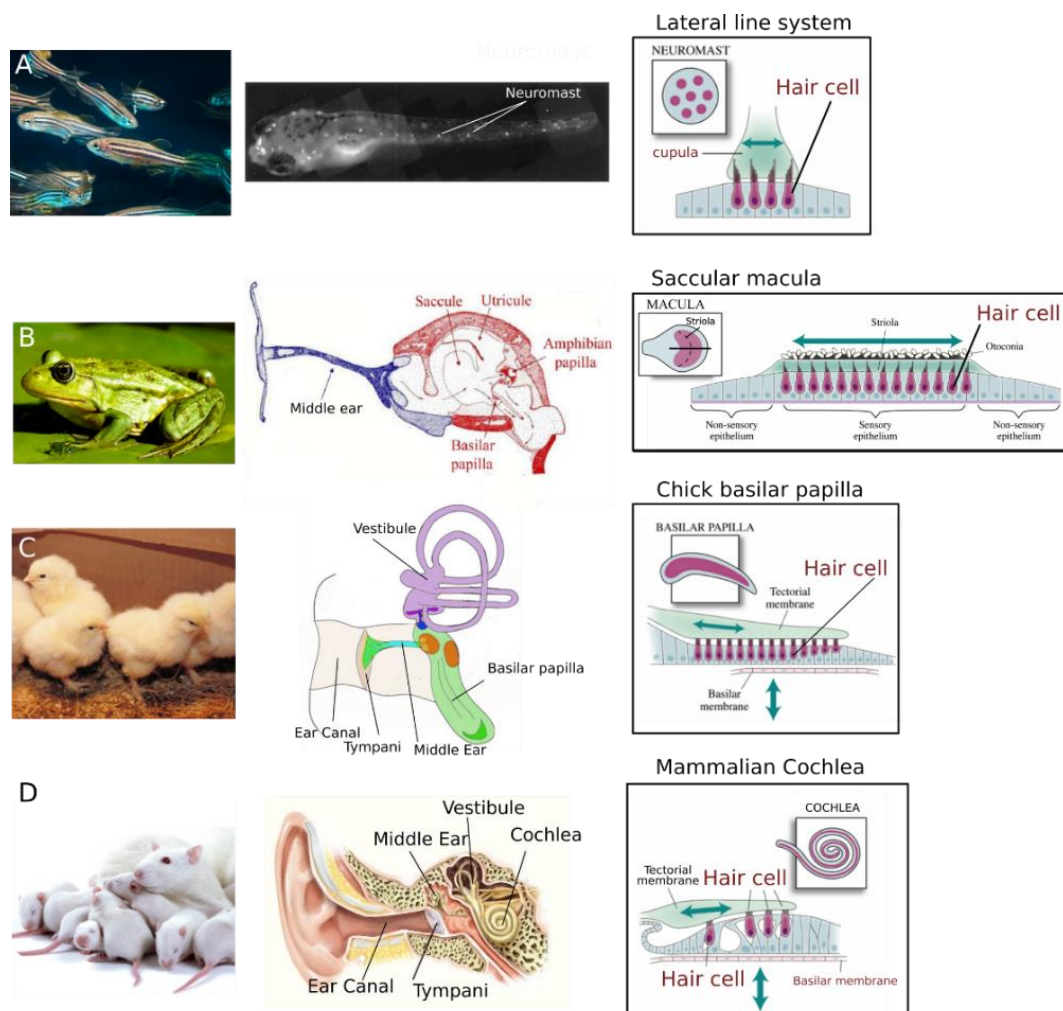 Lateral line system
A
Neuromast
Neuromast
NEUROMAST
Hair cell
cupula
Saccular macula
B
Saccule
Utricule
Amphibian
papilla
Middle ear
Basilar
papilla
MACULA
Striola
Hair cell
Striola
Otoconia
Non-sensory
epithelium
Sensory
epithelium
Non-sensory
epithelium
Chick basilar papilla
C
Vestibule
Basilar papilla
Ear Canal
Tympani
Middle Ear
BASILAR PAPILLA
Hair cell
Tectorial
membrane
Basilar
membrane
Mammalian Cochlea
D
Vestibule
Middle Ear
Cochlea
Ear Canal
Tympani
COCHLEA
Tectorial
membrane
Hair cell
Hair cell
Basilar membrane